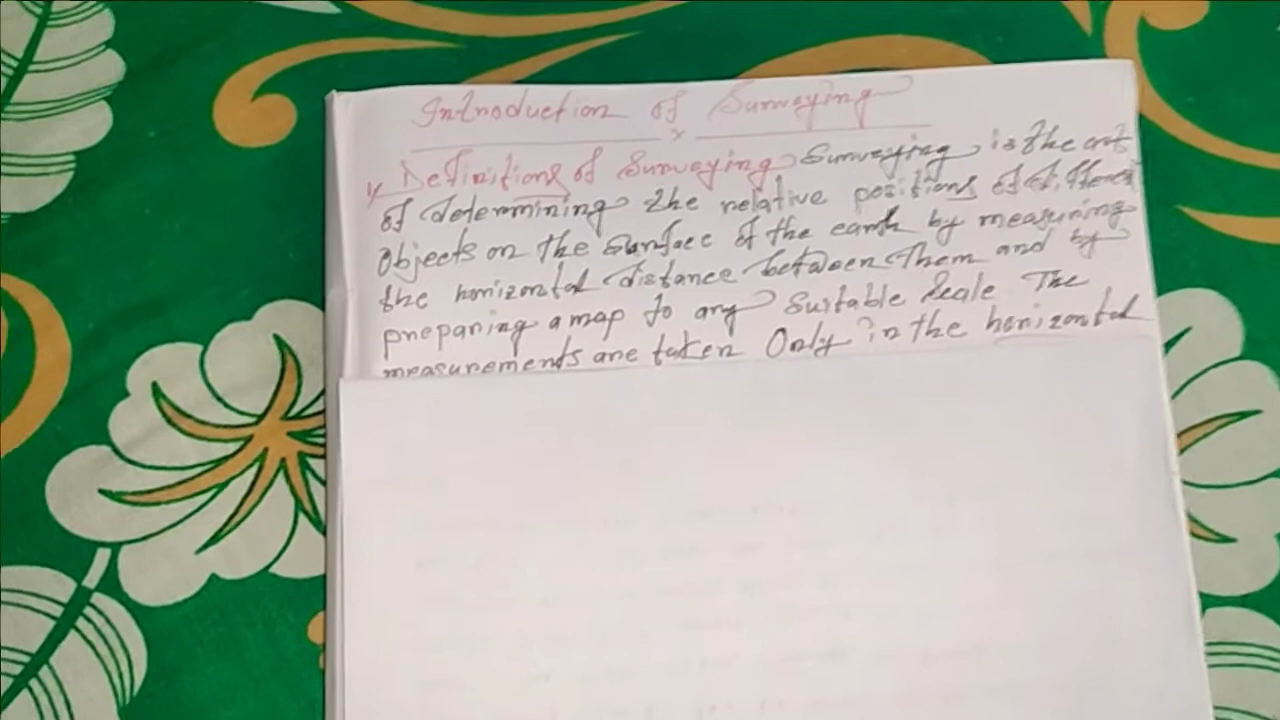 Introduction of Surveying
1) Definitions of Surveying Surveying is the art
of determining the relative positions of different
objects on the surface of the earth by measuring
the horizontal distance between them and by
preparing a map to any suitable scale The
measurements are taken Only in the horizontal